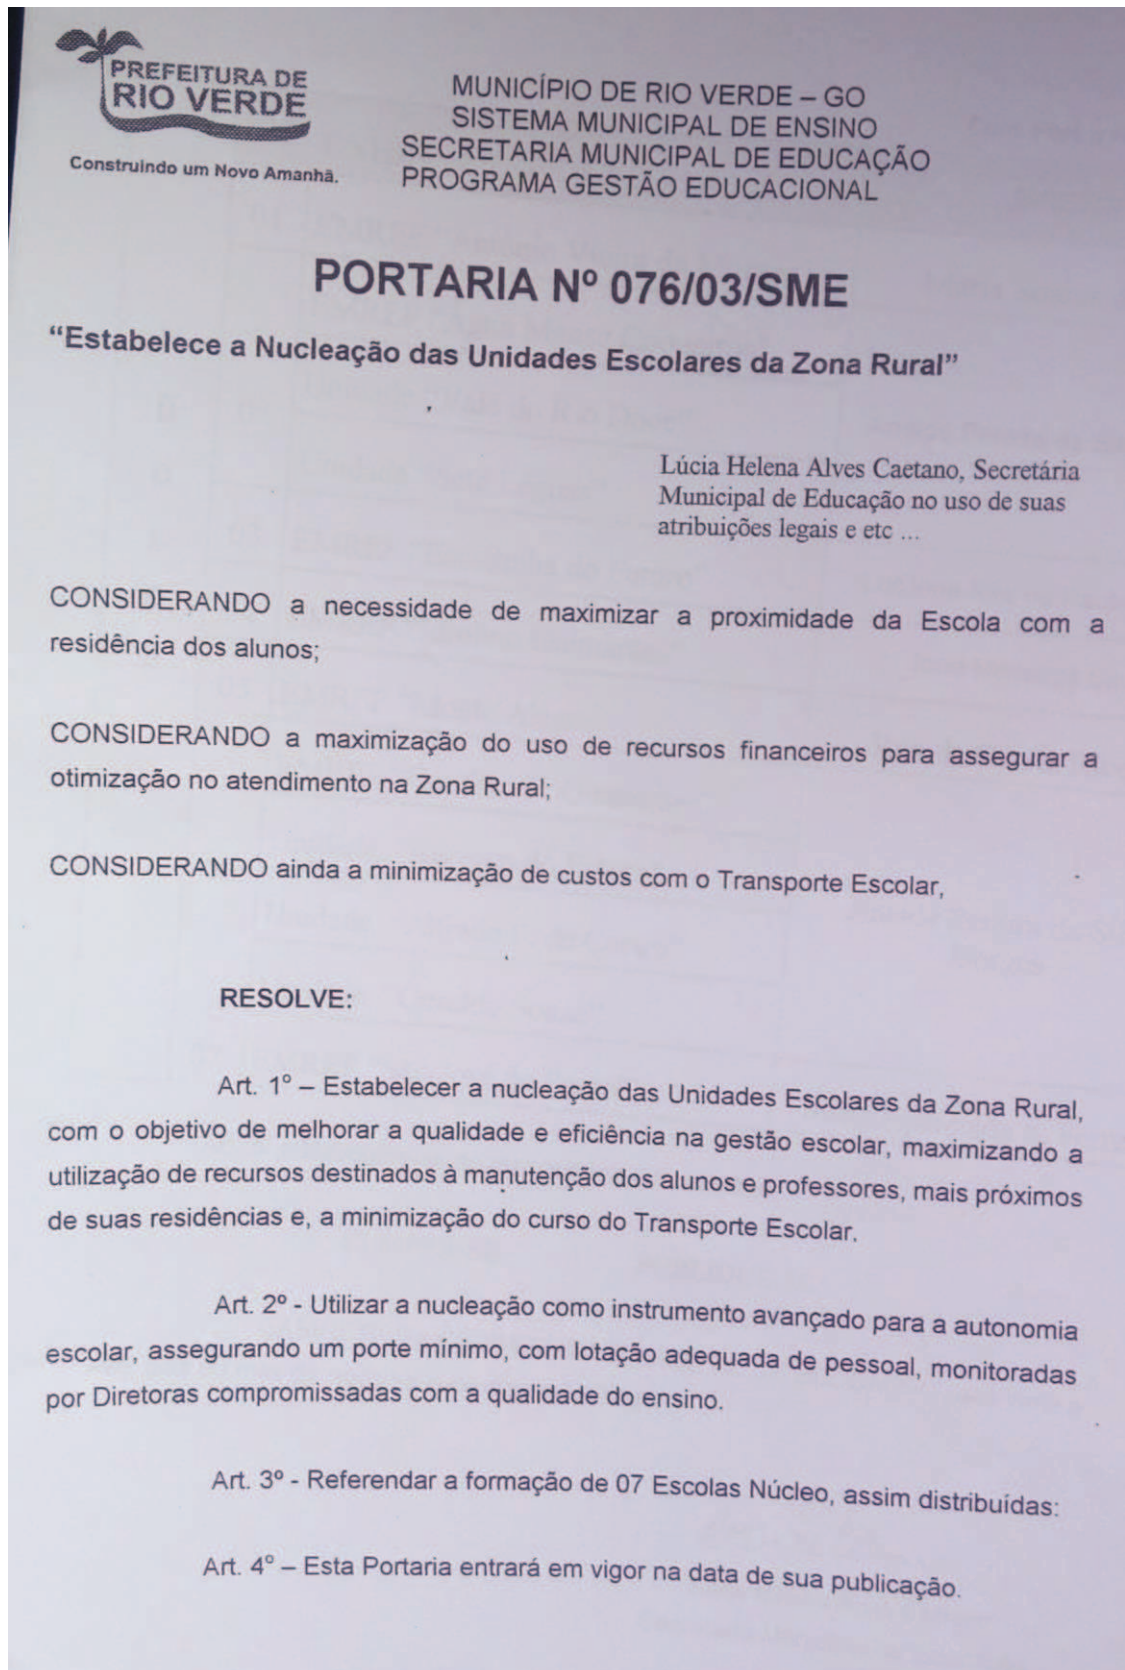 PREFEITURA DE
RIO VERDE
Construindo um Novo Amanhã.
MUNICÍPIO DE RIO VERDE – GO
SISTEMA MUNICIPAL DE ENSINO
SECRETARIA MUNICIPAL DE EDUCAÇÃO
PROGRAMA GESTÃO EDUCACIONAL
PORTARIA Nº 076/03/SME
“Estabelece a Nucleação das Unidades Escolares da Zona Rural”
Lúcia Helena Alves Caetano, Secretária
Municipal de Educação no uso de suas
atribuições legais e etc ...
CONSIDERANDO a necessidade de maximizar a proximidade da Escola com a
residência dos alunos;
CONSIDERANDO a maximização do uso de recursos financeiros para assegurar a
otimização no atendimento na Zona Rural;
CONSIDERANDO ainda a minimização de custos com o Transporte Escolar,
RESOLVE:
Art. 1º – Estabelecer a nucleação das Unidades Escolares da Zona Rural,
com o objetivo de melhorar a qualidade e eficiência na gestão escolar, maximizando a
utilização de recursos destinados à manutenção dos alunos e professores, mais próximos
de suas residências e, a minimização do curso do Transporte Escolar.
Art. 2º - Utilizar a nucleação como instrumento avançado para a autonomia
escolar, assegurando um porte mínimo, com lotação adequada de pessoal, monitoradas
por Diretoras compromissadas com a qualidade do ensino.
Art. 3º - Referendar a formação de 07 Escolas Núcleo, assim distribuídas:
Art. 4º – Esta Portaria entrará em vigor na data de sua publicação.